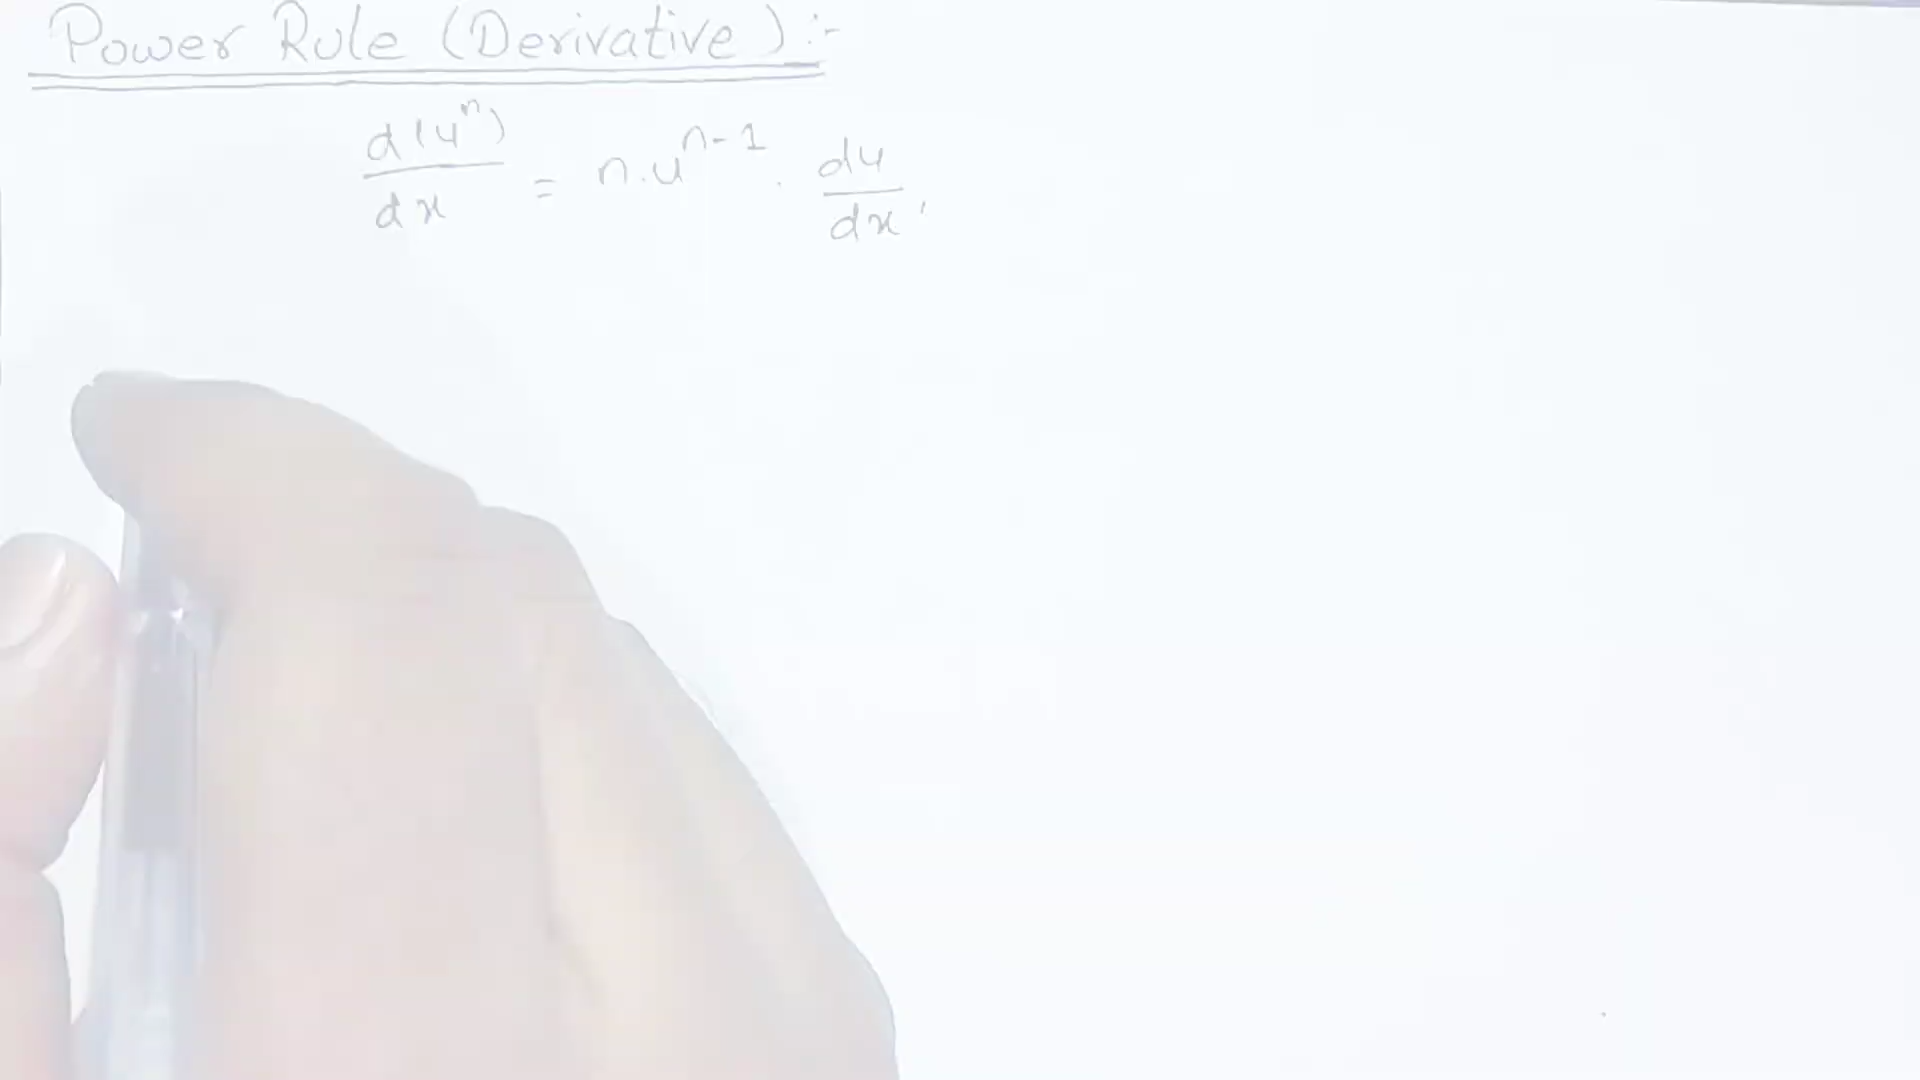 Power Rule (Derivative) :-
d(u^n)/dx = n.u^(n-1) . du/dx,